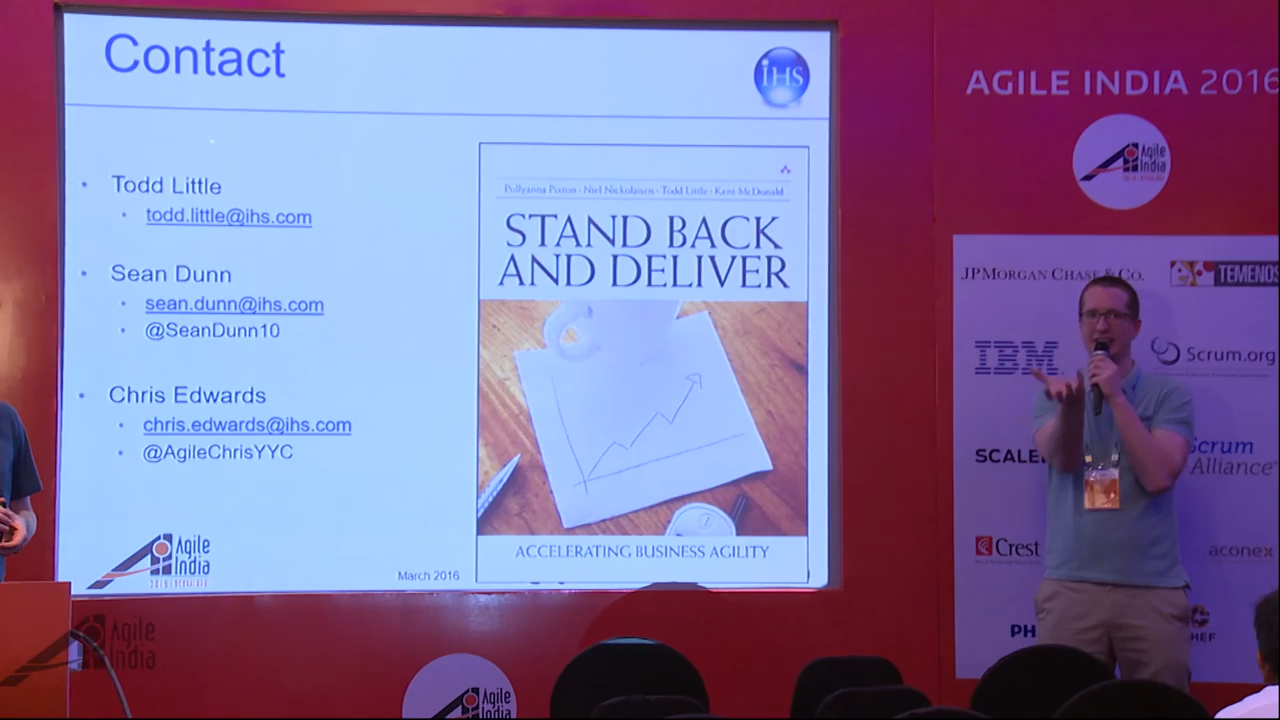 Contact
iHS
Todd Little
todd.little@ihs.com
Sean Dunn
sean.dunn@ihs.com
@SeanDunn10
Chris Edwards
chris.edwards@ihs.com
@AgileChrisYYC
Agile
India
March 2016
Pollyanna Pixton · Niel Nickolaisen · Todd Little · Kent McDonald
STAND BACK
AND DELIVER
ACCELERATING BUSINESS AGILITY
AGILE INDIA 2016
Agile
India
JPMORGAN CHASE & CO.
TEMENOS
IBM
Scrum.org
SCALE
Scrum
Alliance
Crest
aconex
PH
HEF
Agile
India
Agile
India